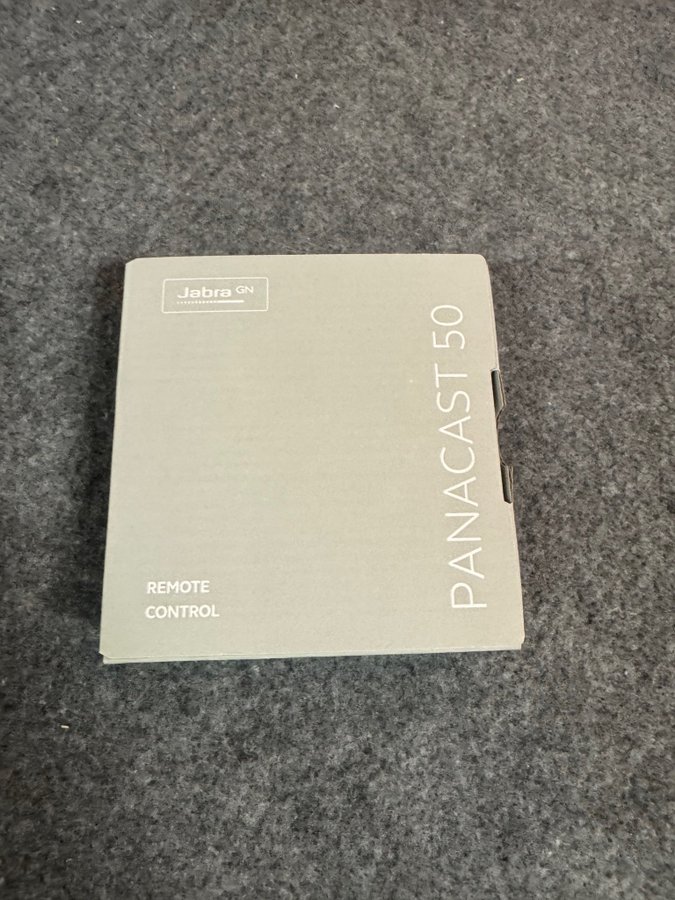 Jabra GN
PANACAST 50
REMOTE
CONTROL